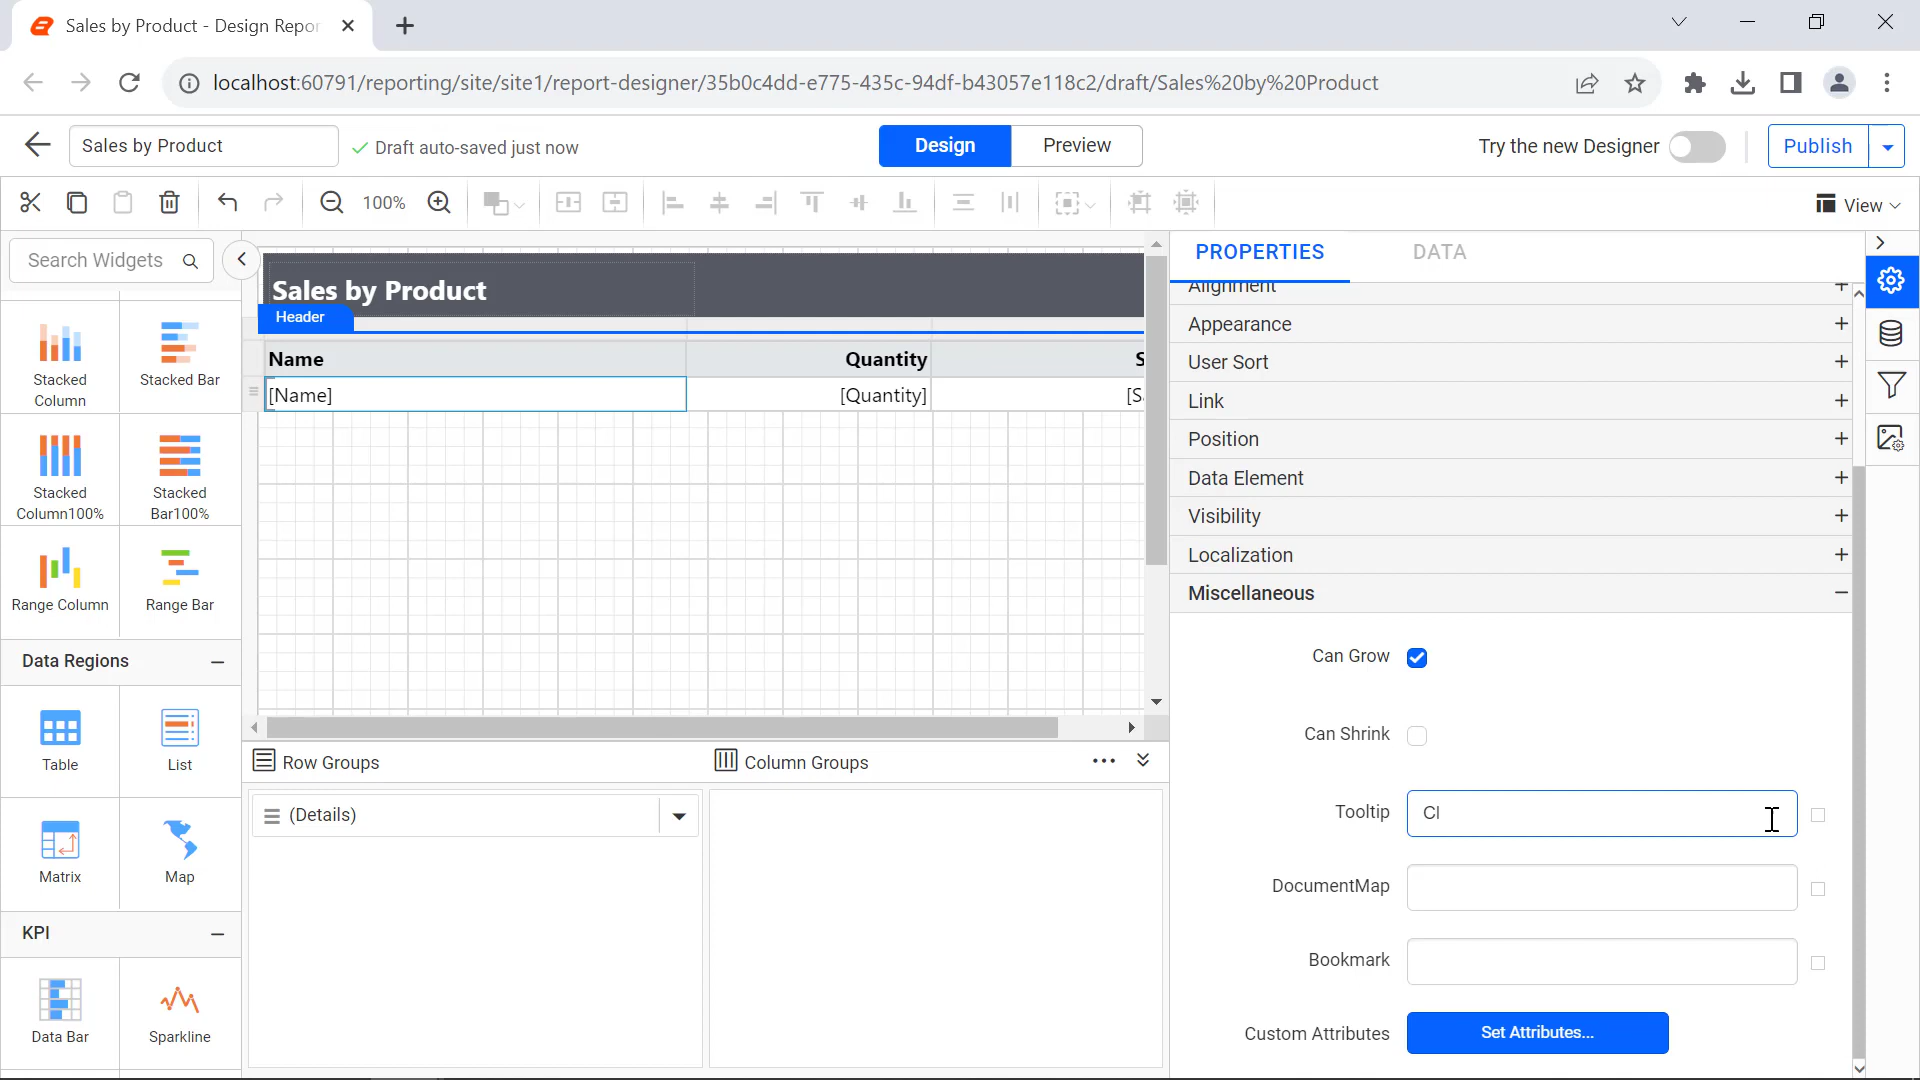 Sales by Product - Design Repor
localhost:60791/reporting/site/site1/report-designer/35b0c4dd-e775-435c-94df-b43057e118c2/draft/Sales%20by%20Product
Sales by Product
Draft auto-saved just now
Design
Preview
Try the new Designer
Publish
100%
View
Search Widgets
Stacked
Column
Stacked Bar
Stacked
Column100%
Stacked
Bar100%
Range Column
Range Bar
Data Regions
Table
List
Matrix
Map
KPI
Data Bar
Sparkline
Sales by Product
Header
Name
Quantity
S
[Name]
[Quantity]
[Sa
Row Groups
Column Groups
(Details)
PROPERTIES
DATA
Alignment
Appearance
User Sort
Link
Position
Data Element
Visibility
Localization
Miscellaneous
Can Grow
Can Shrink
Tooltip
Cl
DocumentMap
Bookmark
Custom Attributes
Set Attributes...